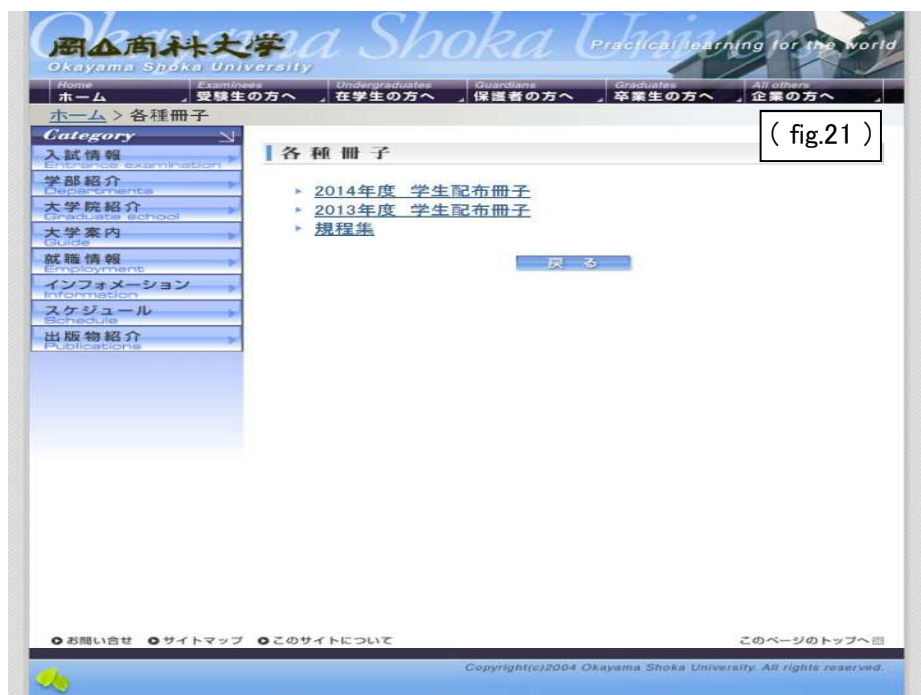 Okayama Shoka University
岡山商科大学
Okayama Shoka University
Practical learning for the world
Home Examinees Undergraduates Guardians Graduates All others
ホーム 受験生の方へ 在学生の方へ 保護者の方へ 卒業生の方へ 企業の方へ
ホーム > 各種冊子
( fig.21 )
Category
入試情報
Entrance examination
学部紹介
Departments
大学院紹介
Graduate school
大学案内
Guide
就職情報
Employment
インフォメーション
Information
スケジュール
Schedule
出版物紹介
Publications
各種冊子
2014年度 学生配布冊子
2013年度 学生配布冊子
規程集
戻る
お問い合せ サイトマップ このサイトについて このページのトップへ
Copyright(c)2004 Okayama Shoka University. All rights reserved.